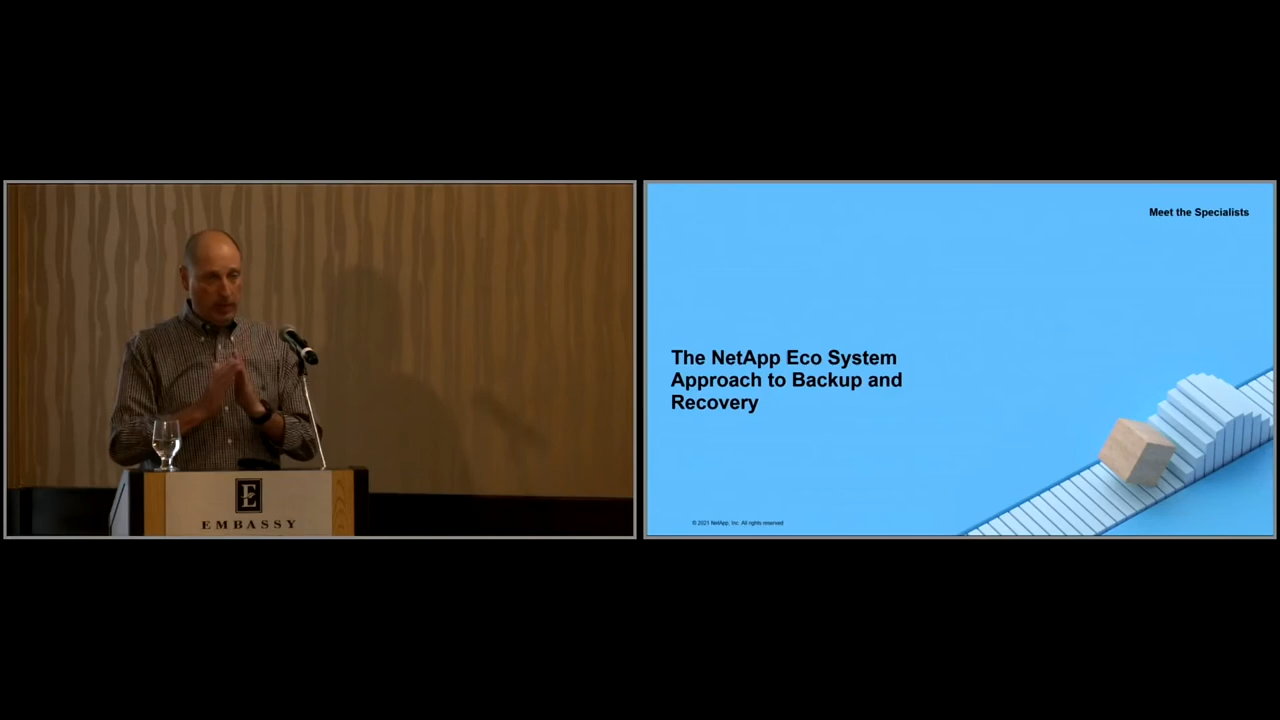 E
EMBASSY
Meet the Specialists
The NetApp Eco System
Approach to Backup and
Recovery
© 2021 NetApp, Inc. All rights reserved